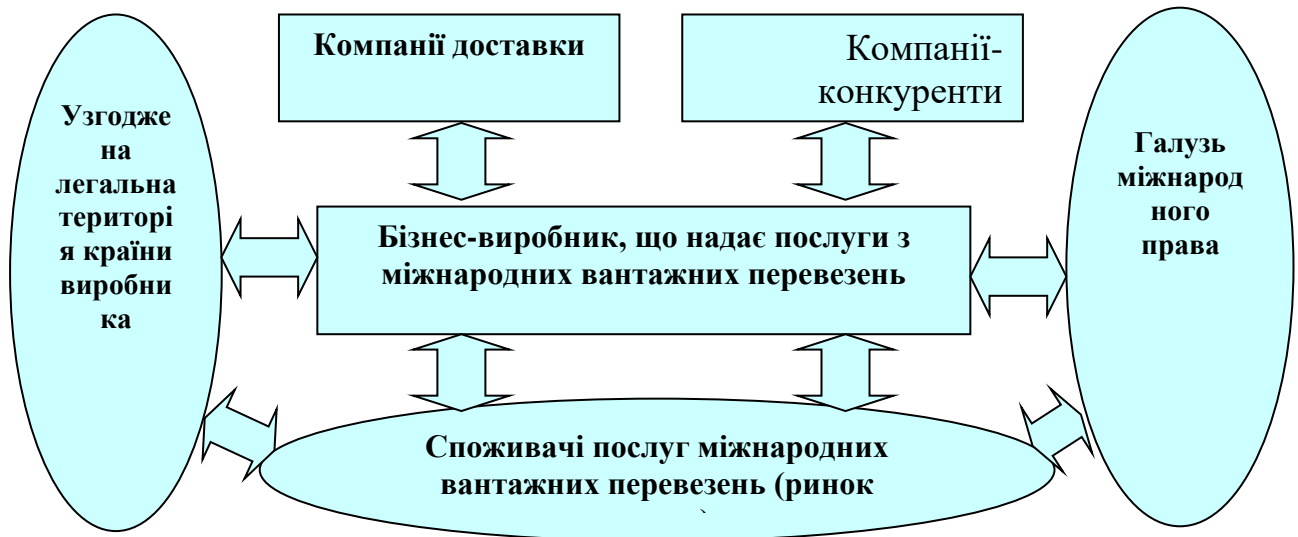 Компанії доставки
Компанії-
конкуренти
Узгодже
на
легальна
територі
я країни
виробни
ка
Галузь
міжнарод
ного
права
Бізнес-виробник, що надає послуги з
міжнародних вантажних перевезень
Споживачі послуг міжнародних
вантажних перевезень (ринок